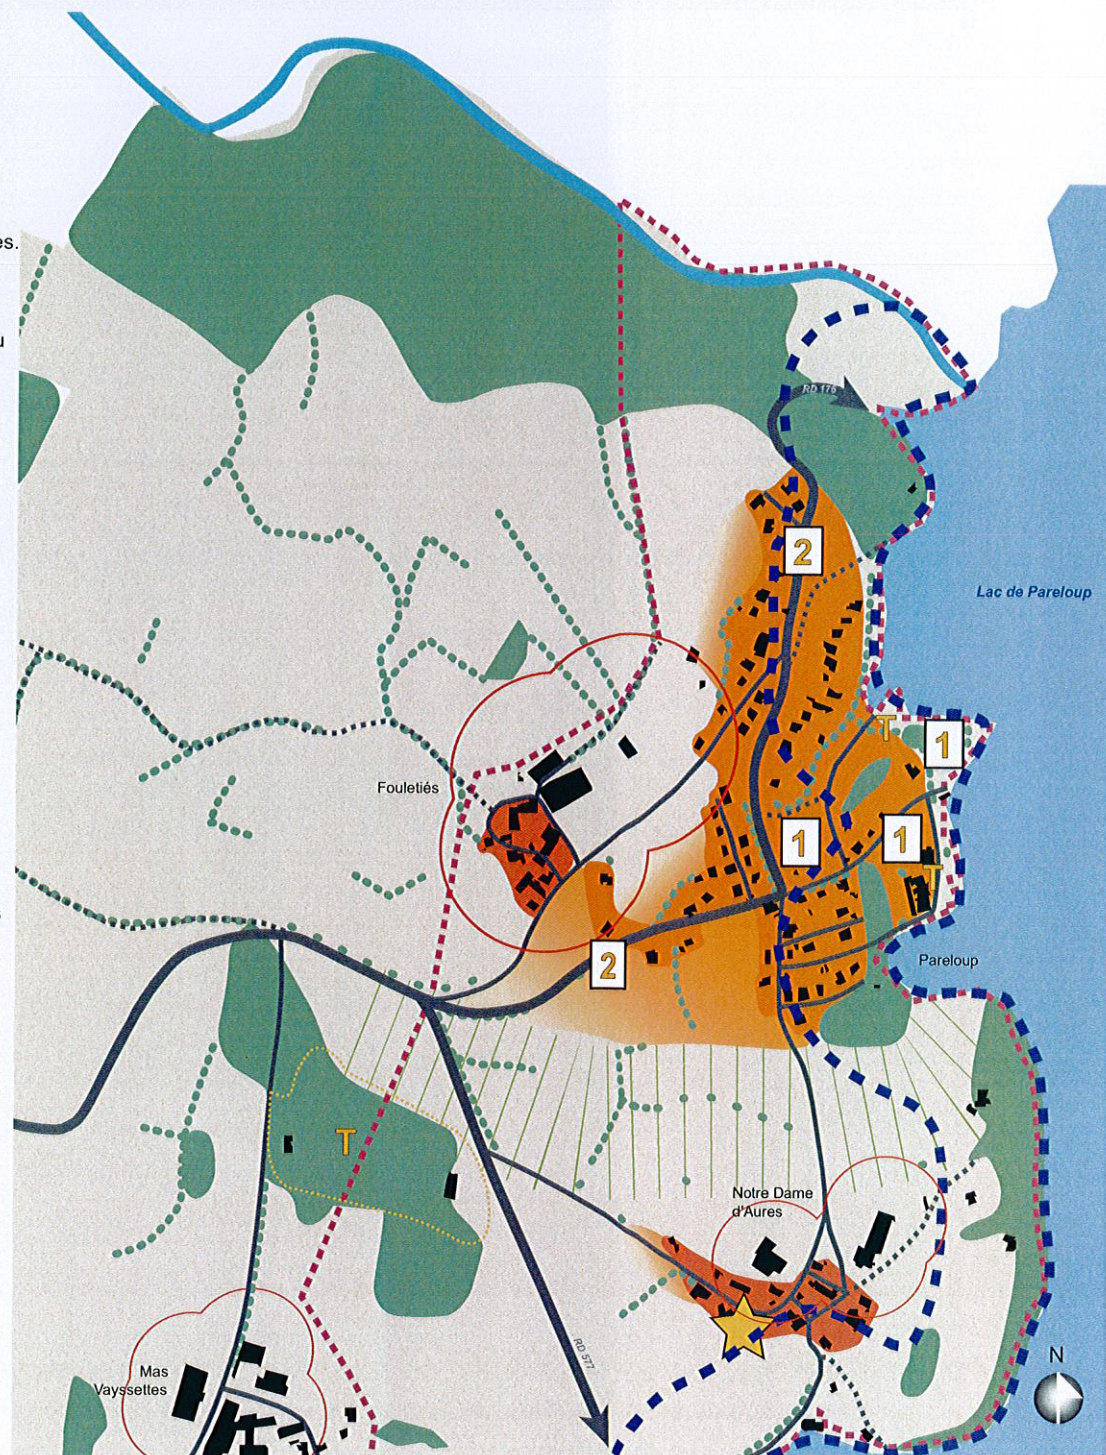 es.
u
RD 176
2
Lac de Pareloup
T
1
Fouletiés
1
1
T
s
2
Pareloup
T
Notre Dame
d'Aures
RD 577
N
Mas
Vayssettes